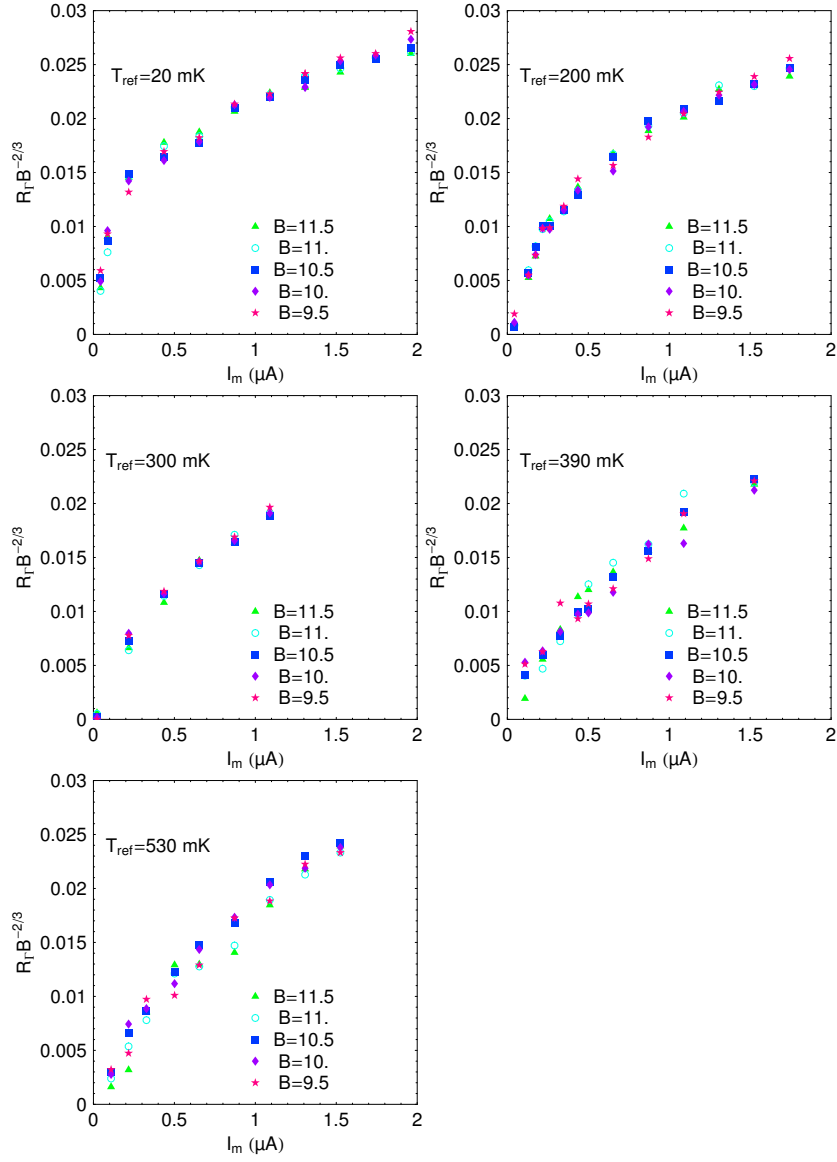 0.03
0.025
0.02
0.015
0.01
0.005
0
R_Γ B^{-2/3}
T_ref=20 mK
B=11.5
B=11.
B=10.5
B=10.
B=9.5
0 0.5 1 1.5 2
I_m (μA)
0.03
0.025
0.02
0.015
0.01
0.005
0
R_Γ B^{-2/3}
T_ref=200 mK
B=11.5
B=11.
B=10.5
B=10.
B=9.5
0 0.5 1 1.5 2
I_m (μA)
0.03
0.025
0.02
0.015
0.01
0.005
0
R_Γ B^{-2/3}
T_ref=300 mK
B=11.5
B=11.
B=10.5
B=10.
B=9.5
0 0.5 1 1.5 2
I_m (μA)
0.03
0.025
0.02
0.015
0.01
0.005
0
R_Γ B^{-2/3}
T_ref=390 mK
B=11.5
B=11.
B=10.5
B=10.
B=9.5
0 0.5 1 1.5 2
I_m (μA)
0.03
0.025
0.02
0.015
0.01
0.005
0
R_Γ B^{-2/3}
T_ref=530 mK
B=11.5
B=11.
B=10.5
B=10.
B=9.5
0 0.5 1 1.5 2
I_m (μA)